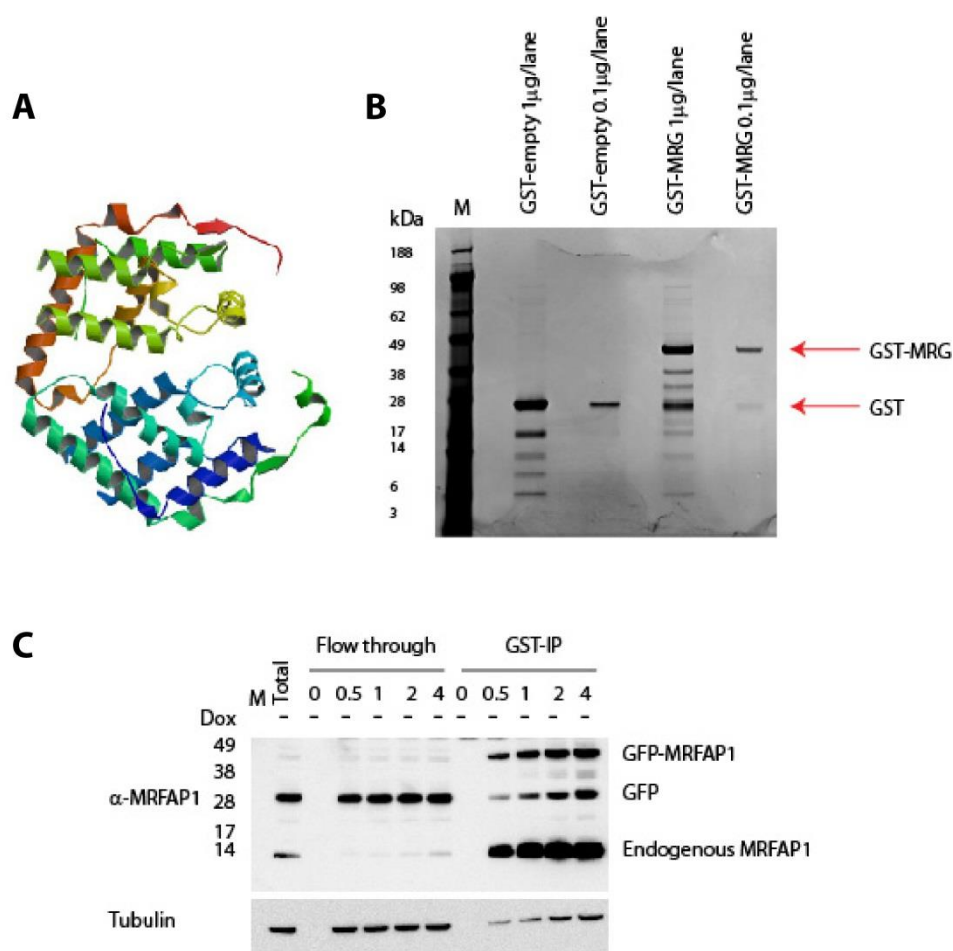 A
B
GST-empty 1µg/lane
GST-empty 0.1µg/lane
GST-MRG 1µg/lane
GST-MRG 0.1µg/lane
kDa
M
188
98
62
49
38
28
17
14
6
3
GST-MRG
GST
C
Flow through
GST-IP
M Total 0 0.5 1 2 4 0 0.5 1 2 4
Dox - - - - - - - - - - -
49
38
28
17
14
α-MRFAP1
GFP-MRFAP1
GFP
Endogenous MRFAP1
Tubulin